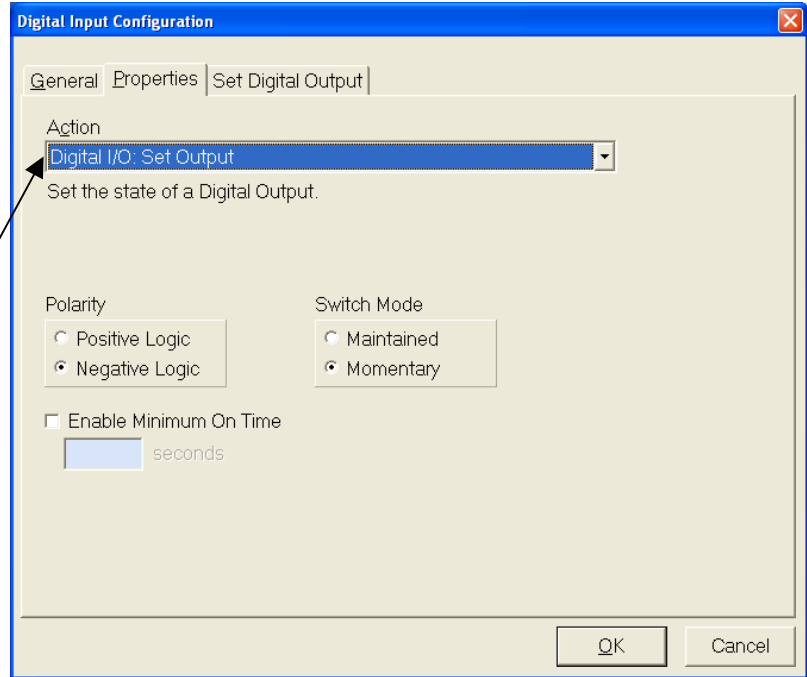 Digital Input Configuration
General Properties Set Digital Output
Action
Digital I/O: Set Output
Set the state of a Digital Output.
Polarity Switch Mode
Positive Logic Maintained
Negative Logic Momentary
Enable Minimum On Time
seconds
OK Cancel